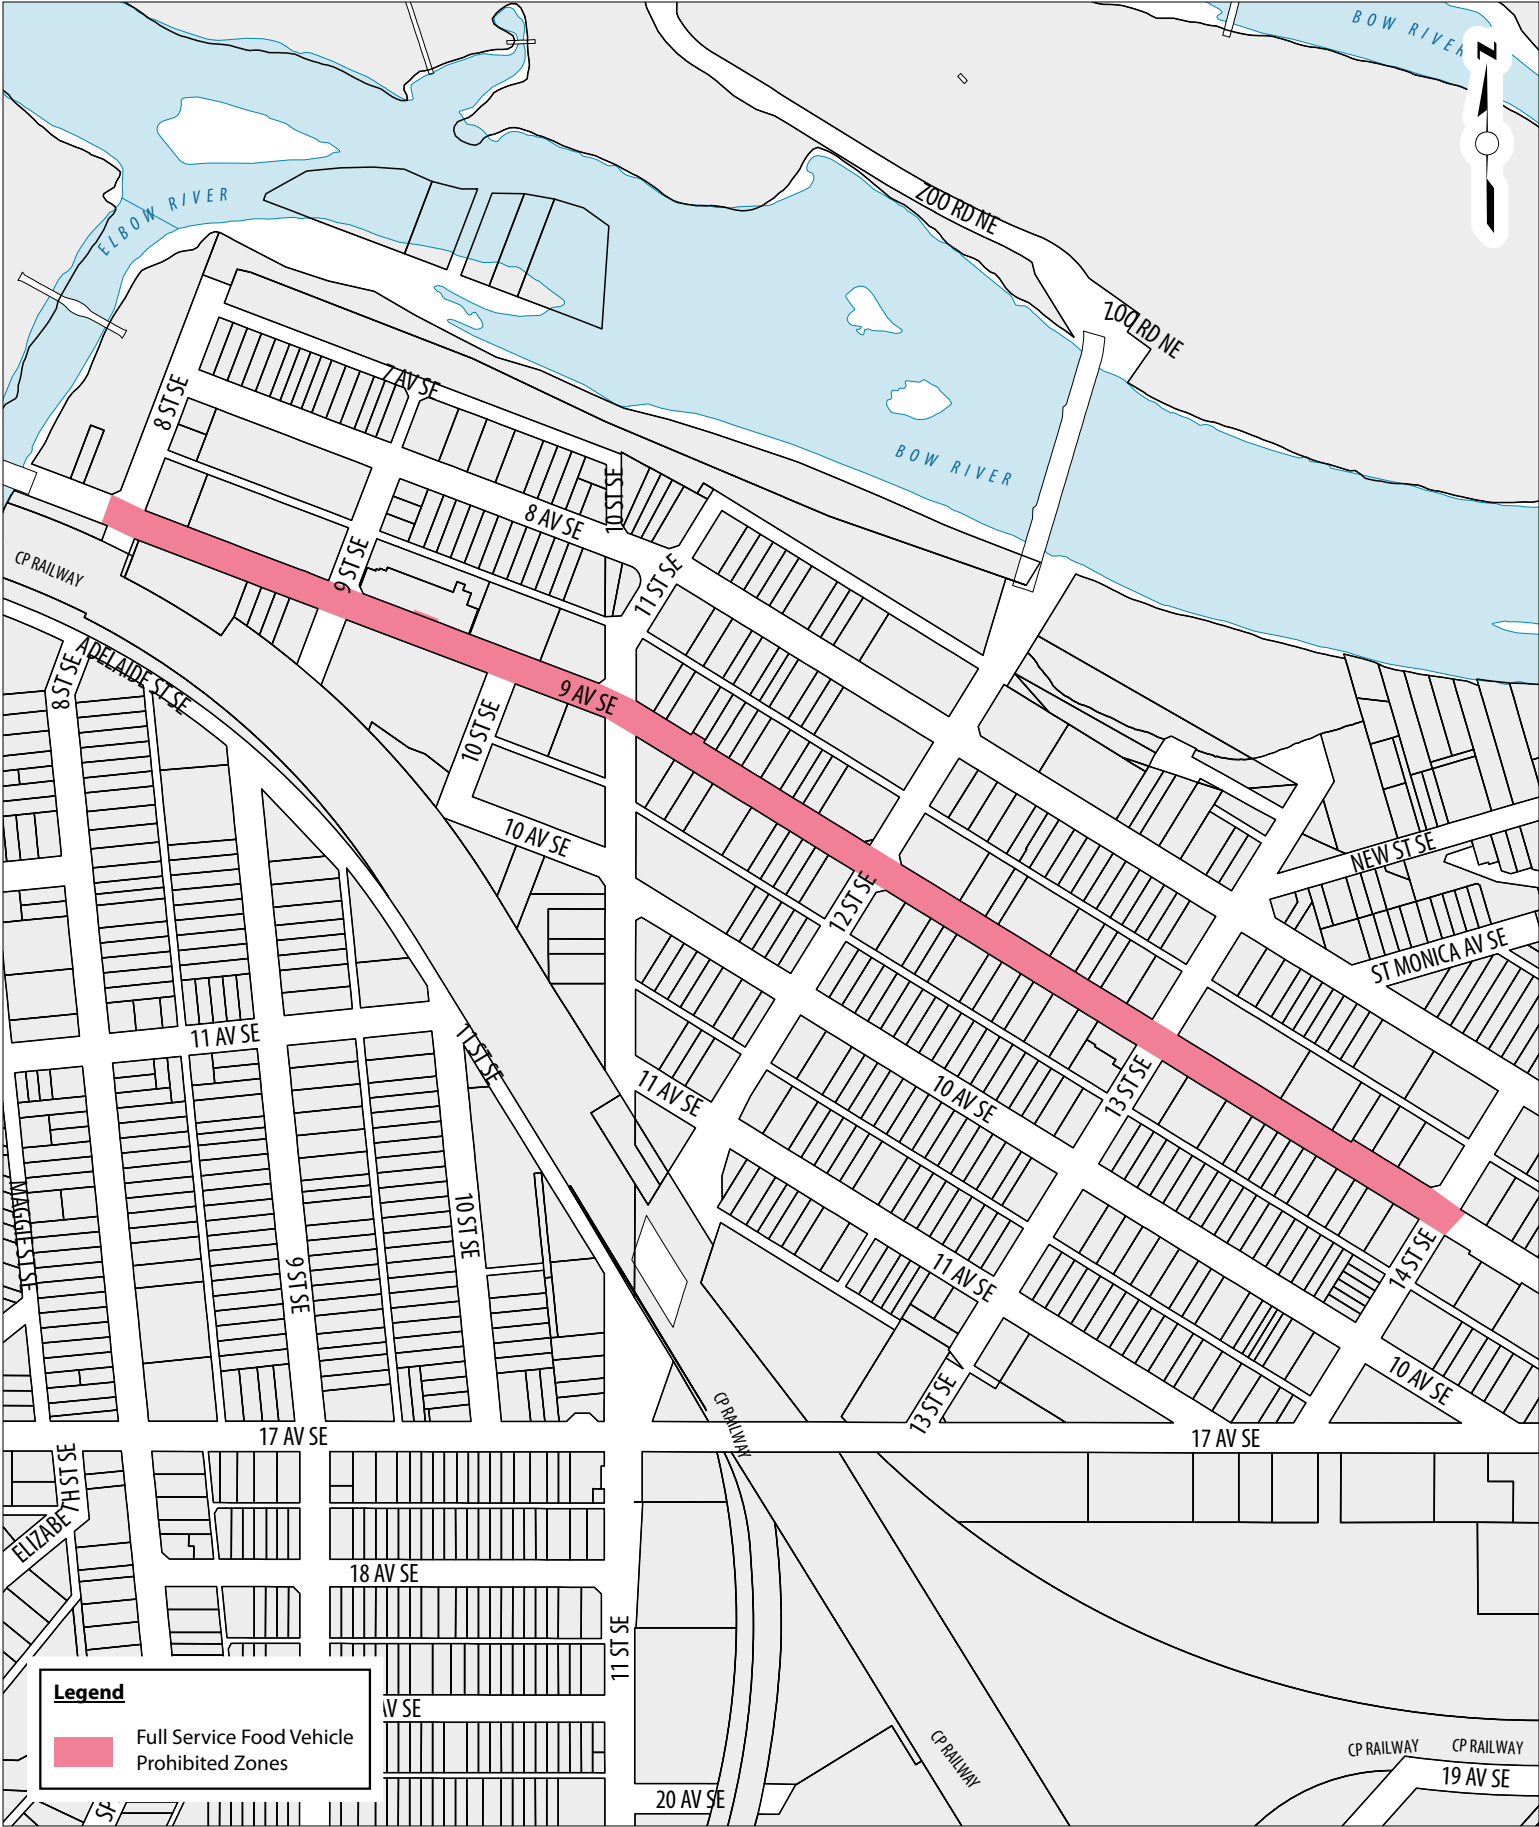 BOW RIVER
N
ELBOW RIVER
ZOO RD NE
ZOO RD NE
7 AV SE
8 ST SE
BOW RIVER
10 ST SE
8 AV SE
9 ST SE
CP RAILWAY
11 ST SE
ADELAIDE ST SE
8 ST SE
9 AV SE
10 ST SE
10 AV SE
NEW ST SE
12 ST SE
ST MONICA AV SE
11 AV SE
11 ST SE
11 AV SE
10 AV SE
13 ST SE
MAGGIE ST SE
10 ST SE
9 ST SE
11 AV SE
14 ST SE
10 AV SE
13 ST SE
CP RAILWAY
17 AV SE
17 AV SE
ELIZABETH ST SE
18 AV SE
11 ST SE
AV SE
Legend
Full Service Food Vehicle
Prohibited Zones
CP RAILWAY
CP RAILWAY
CP RAILWAY
19 AV SE
20 AV SE